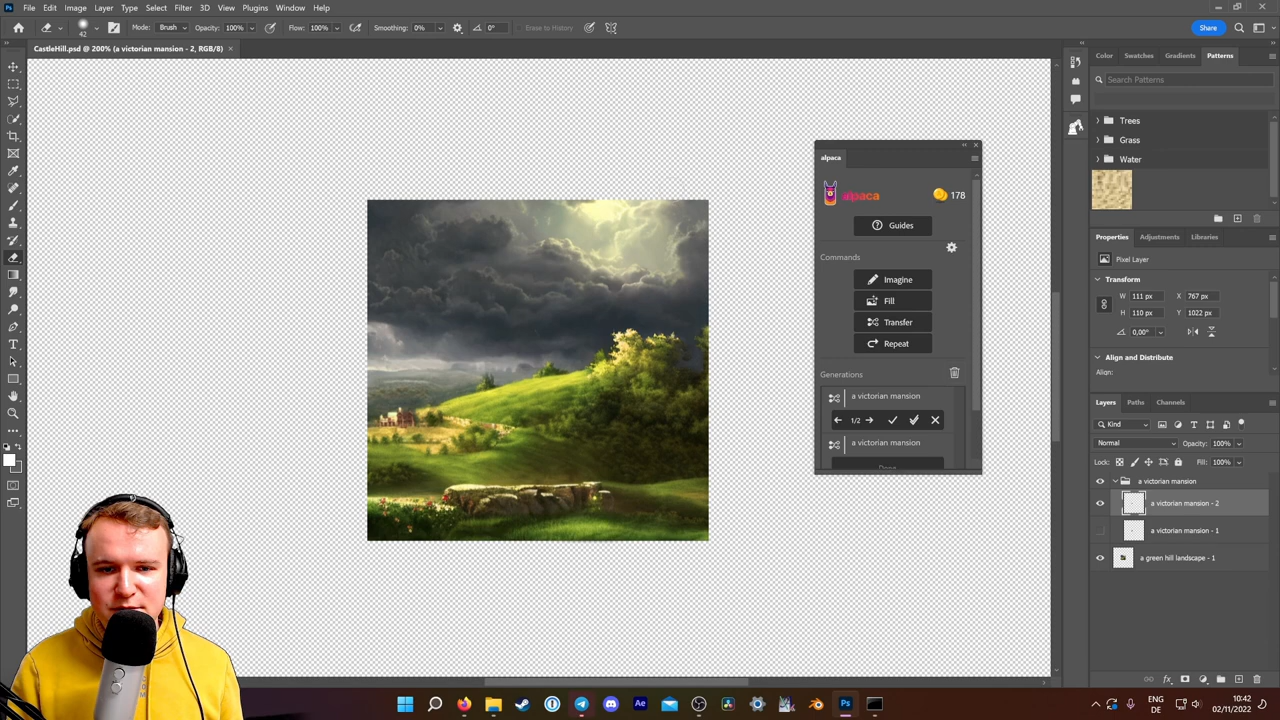 File Edit Image Layer Type Select Filter 3D View Plugins Window Help
42 Mode: Brush Opacity: 100% Flow: 100% Smoothing: 0% 0° Erase to History Share
CastleHill.psd @ 200% (a victorian mansion - 2, RGB/8)
Color Swatches Gradients Patterns
Search Patterns
Trees
Grass
Water
alpaca
alpaca 178
Guides
Commands
Imagine
Fill
Transfer
Repeat
Generations
a victorian mansion
1/2
a victorian mansion
Properties Adjustments Libraries
Pixel Layer
Transform
W 111 px X 767 px
H 110 px Y 1022 px
0,00°
Align and Distribute
Align:
Layers Paths Channels
Kind
Normal Opacity: 100%
Lock: Fill: 100%
a victorian mansion
a victorian mansion - 2
a victorian mansion - 1
a green hill landscape - 1
fx
Ae Ps
ENG
DE
10:42
02/11/2022